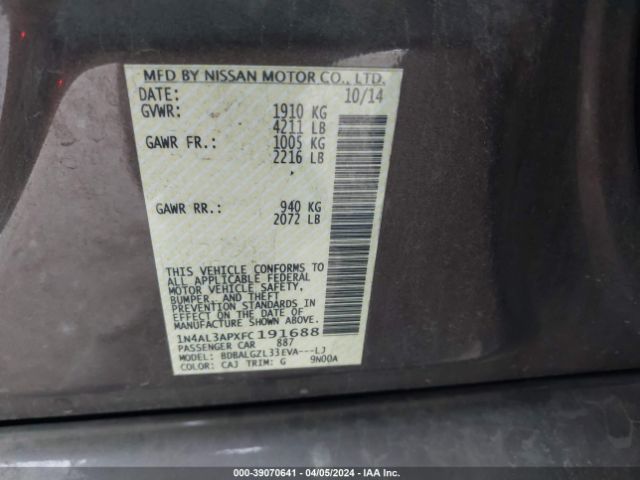 MFD BY NISSAN MOTOR CO., LTD.
DATE: 10/14
GVWR: 1910 KG
4211 LB
GAWR FR.: 1005 KG
2216 LB
GAWR RR.: 940 KG
2072 LB
THIS VEHICLE CONFORMS TO
ALL APPLICABLE FEDERAL
MOTOR VEHICLE SAFETY,
BUMPER, AND THEFT
PREVENTION STANDARDS IN
EFFECT ON THE DATE OF
MANUFACTURE SHOWN ABOVE.
1N4AL3APXFC191688
PASSENGER CAR 887
MODEL: BDBALGZL33EVA---LJ
COLOR: CAJ TRIM: G 9N00A
000-39070641 - 04/05/2024 - IAA Inc.